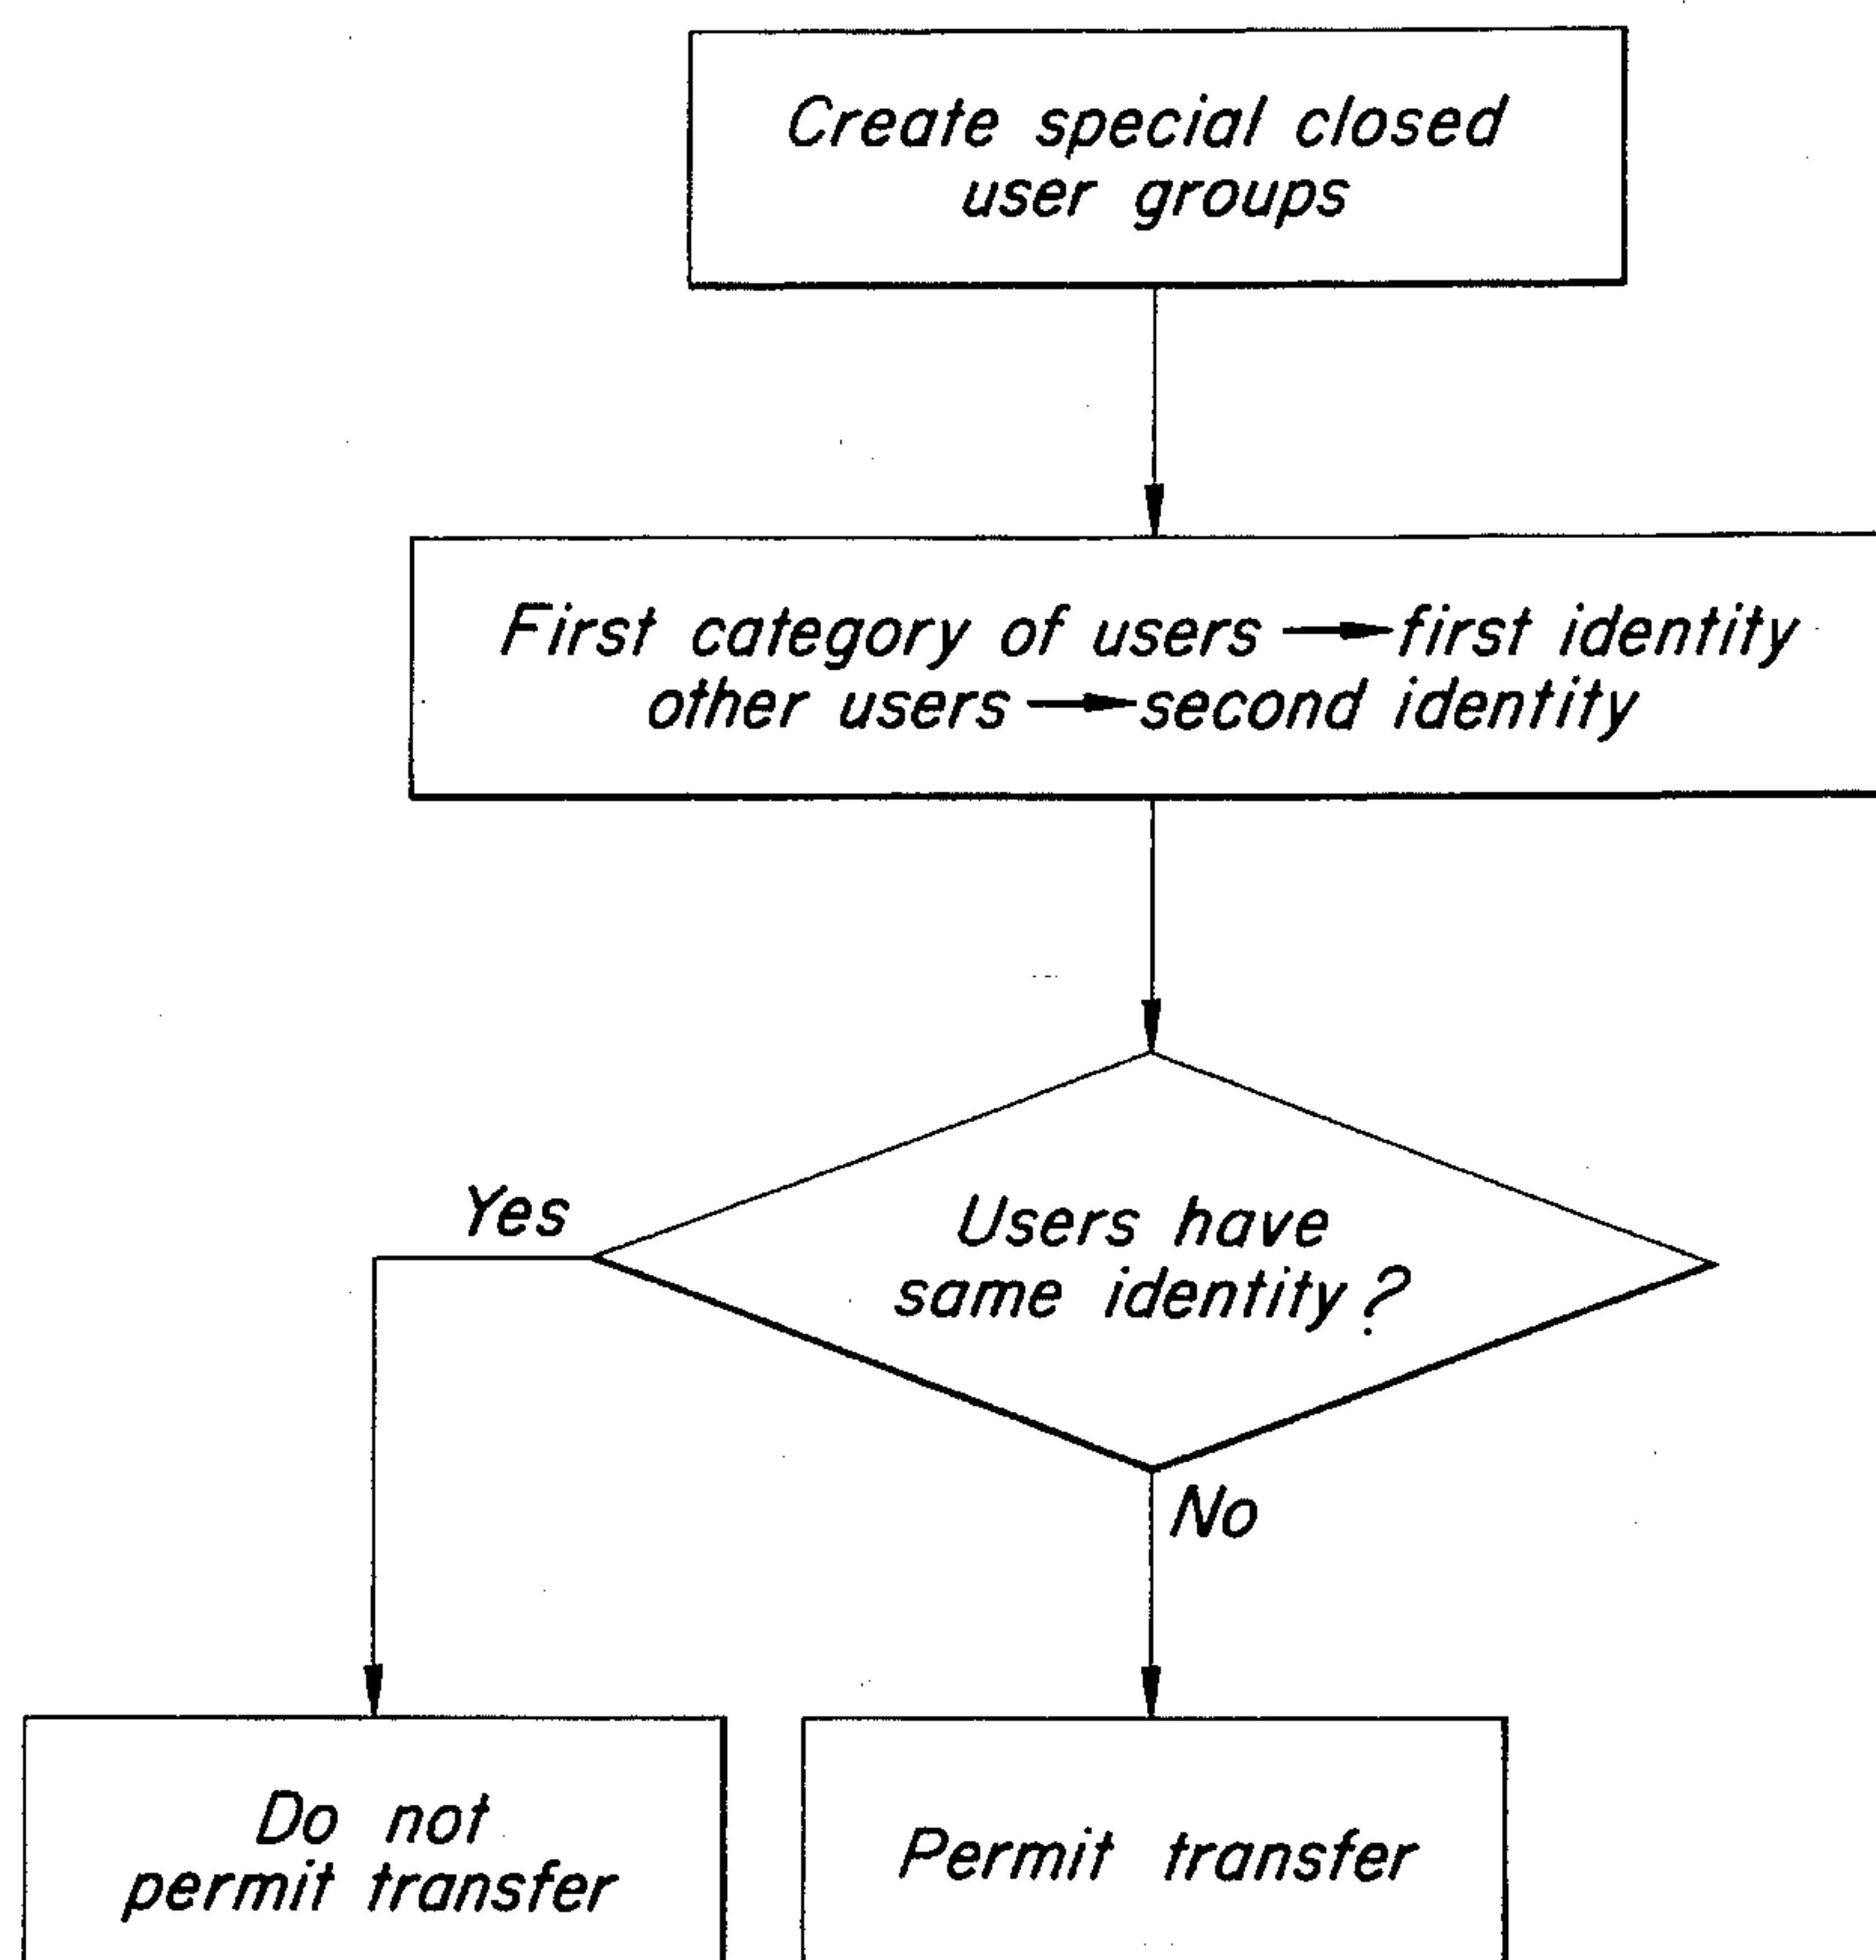 Create special closed
user groups
First category of users → first identity
other users → second identity
Yes
Users have
same identity?
No
Do not
permit transfer
Permit transfer